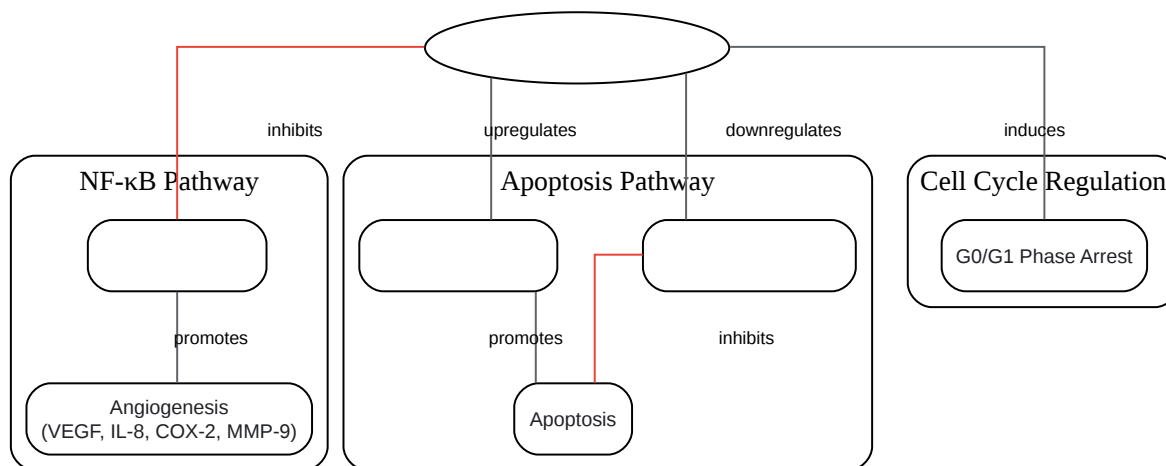 inhibits
upregulates
downregulates
induces
NF-κB Pathway
Apoptosis Pathway
Cell Cycle Regulation
G0/G1 Phase Arrest
promotes
promotes
inhibits
Angiogenesis
(VEGF, IL-8, COX-2, MMP-9)
Apoptosis